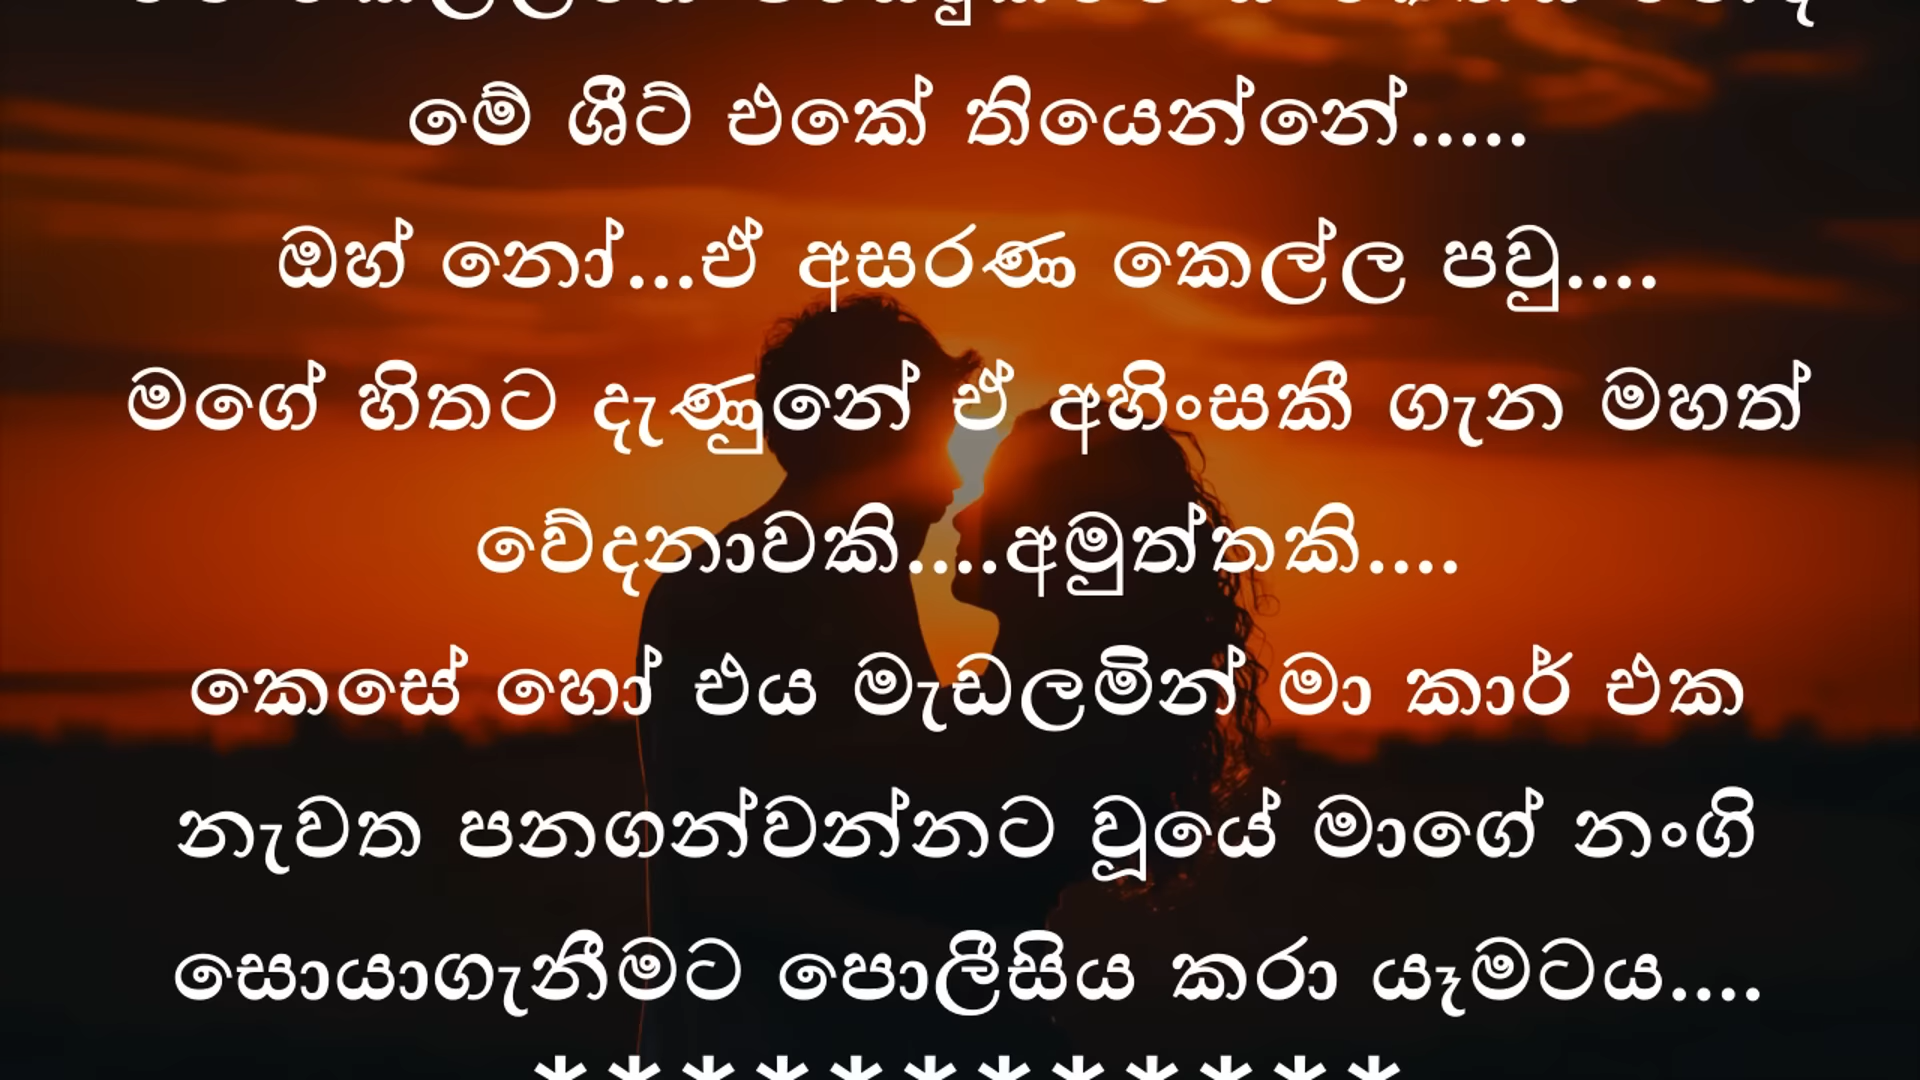 මේ ශීට් එකේ තියෙන්නේ.....
ඔහ් නෝ...ඒ අසරණ කෙල්ල පවු....
මගේ හිතට දැණුනේ ඒ අහිංසකී ගැන මහත්
වේදනාවකි....අමුත්තකි....
කෙසේ හෝ එය මැඩලමින් මා කාර් එක
නැවත පනගන්වන්නට වූයේ මාගේ නංගි
සොයාගැනීමට පොලීසිය කරා යෑමටය....
************